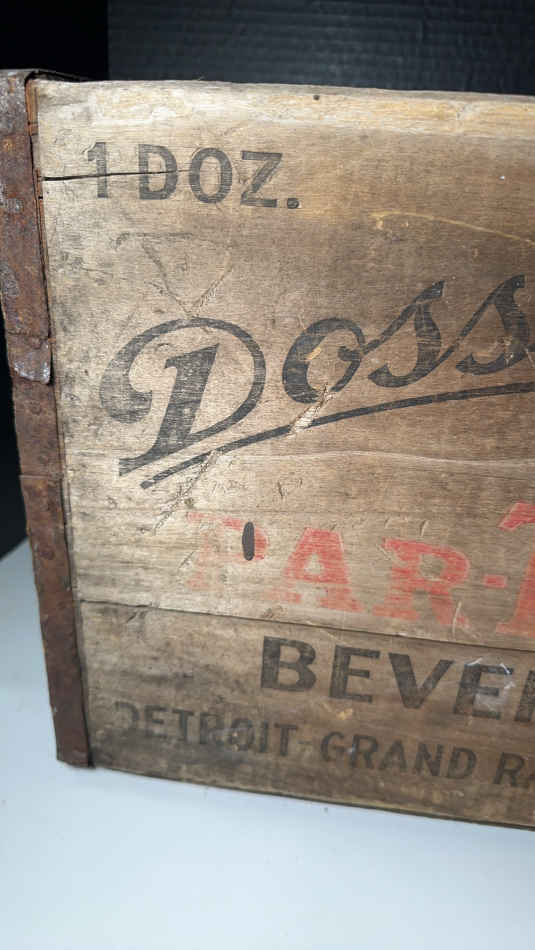 1 DOZ.
Doss
PAR-
BEVE
DETROIT-GRAND RA